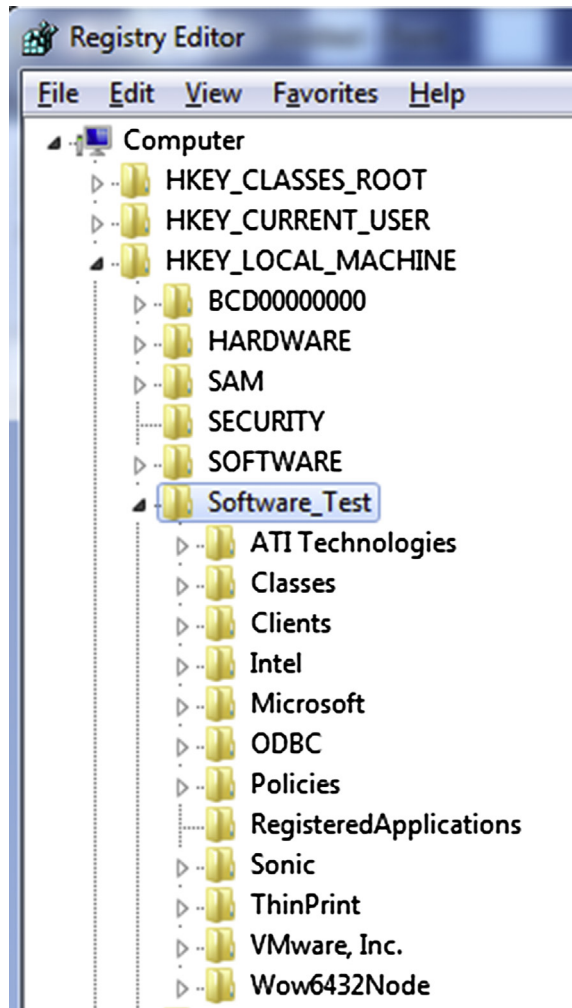 Registry Editor
File Edit View Favorites Help
Computer
HKEY_CLASSES_ROOT
HKEY_CURRENT_USER
HKEY_LOCAL_MACHINE
BCD00000000
HARDWARE
SAM
SECURITY
SOFTWARE
Software_Test
ATI Technologies
Classes
Clients
Intel
Microsoft
ODBC
Policies
RegisteredApplications
Sonic
ThinPrint
VMware, Inc.
Wow6432Node